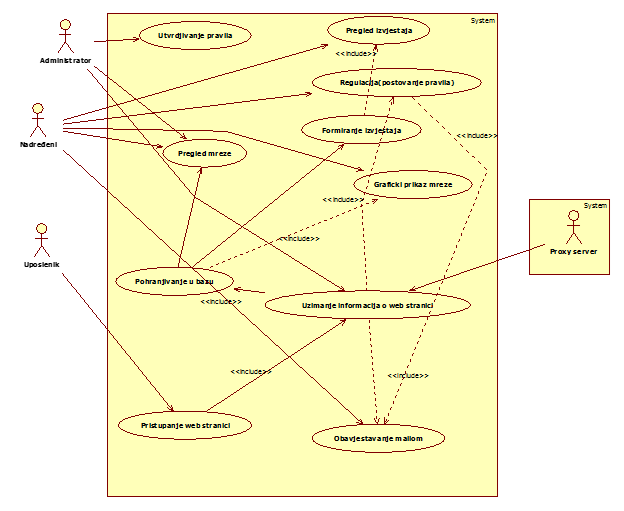 System
Utvrdjivanje pravila
Pregled izvjestaja
Administrator
<<include>>
Regulacija(postovanje pravila)
Formiranje izvjestaja
<<include>>
Nadređeni
Pregled mreze
Graficki prikaz mreze
<<include>>
System
<<include>>
Uposlenik
Proxy server
Pohranjivanje u bazu
<<include>>
Uzimanje informacija o web stranici
<<include>>
<<include>>
Pristupanje web stranici
Obavjestavanje mailom